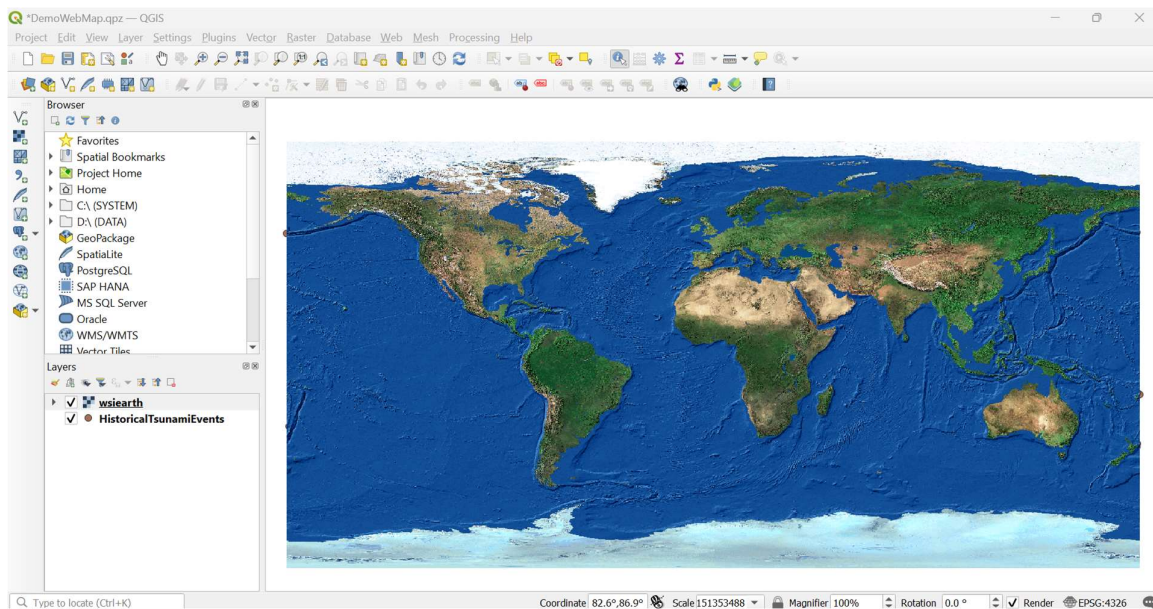 *DemoWebMap.qpz — QGIS
Project Edit View Layer Settings Plugins Vector Raster Database Web Mesh Processing Help
Browser
Favorites
Spatial Bookmarks
Project Home
Home
C:\ (SYSTEM)
D:\ (DATA)
GeoPackage
SpatiaLite
PostgreSQL
SAP HANA
MS SQL Server
Oracle
WMS/WMTS
Vector Tiles
Layers
wsiearth
HistoricalTsunamiEvents
Type to locate (Ctrl+K)
Coordinate 82.6°,86.9° Scale 151353488 Magnifier 100% Rotation 0.0 ° Render EPSG:4326